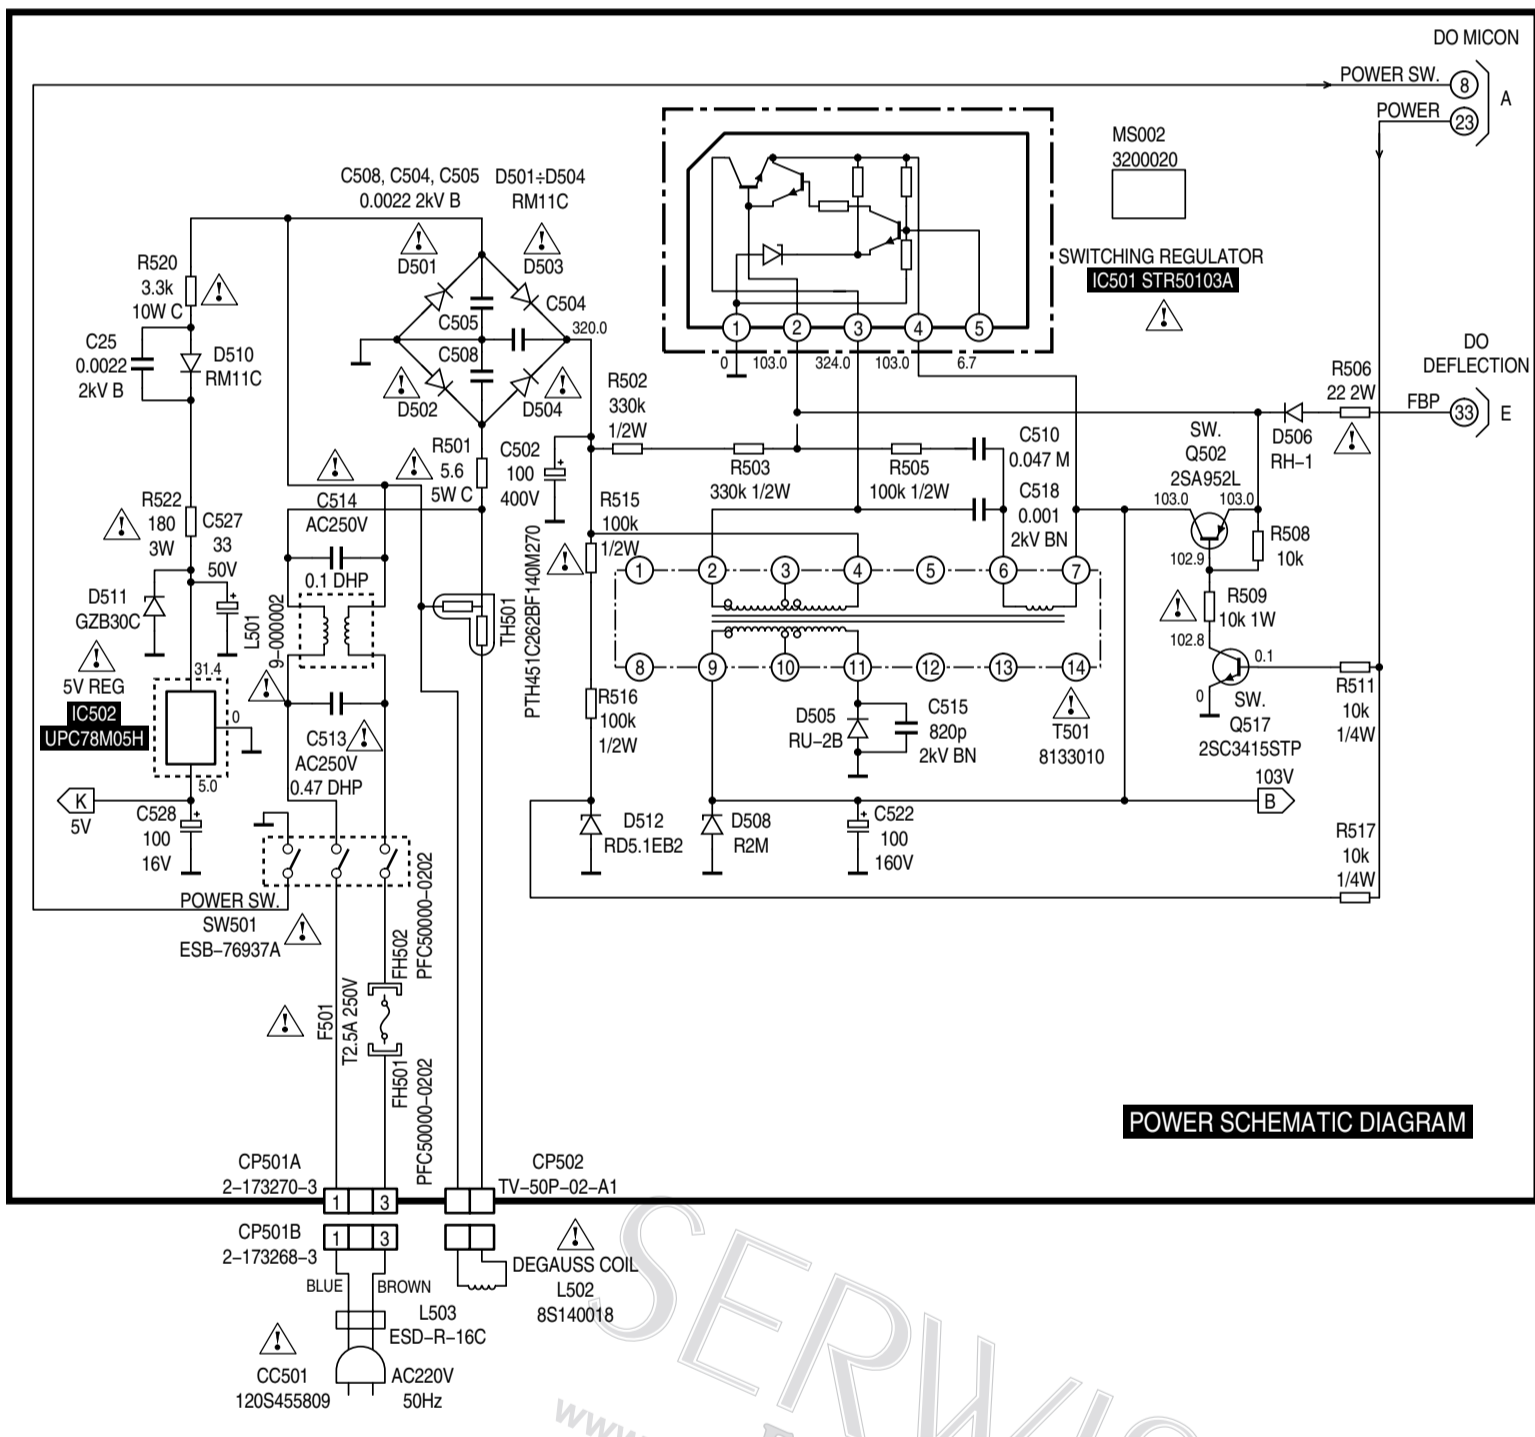 DO MICON
POWER SW.
8
A
POWER
23
MS002
3200020
C508, C504, C505
0.0022 2kV B
D501÷D504
RM11C
D501
D503
R520
3.3k
10W C
C504
C505
320.0
SWITCHING REGULATOR
IC501 STR50103A
1
2
3
4
5
0
103.0
324.0
103.0
6.7
C25
0.0022
2kV B
D510
RM11C
C508
D502
D504
DO
DEFLECTION
R506
22 2W
FBP
33
E
D506
RH-1
R502
330k
1/2W
R501
5.6
5W C
C502
100
400V
+
R503
330k 1/2W
R505
100k 1/2W
C510
0.047 M
C518
0.001
2kV BN
SW.
Q502
2SA952L
103.0
103.0
102.9
R508
10k
R522
180
3W
C527
33
50V
+
C514
AC250V
0.1 DHP
R515
100k
1/2W
PTH451C262BF140M270
TH501
1
2
3
4
5
6
7
8
9
10
11
12
13
14
R509
10k 1W
102.8
0.1
0
SW.
Q517
2SC3415STP
R511
10k
1/4W
D511
GZB30C
L501
9-000002
5V REG
IC502
UPC78M05H
31.4
0
5.0
C513
AC250V
0.47 DHP
R516
100k
1/2W
D505
RU-2B
C515
820p
2kV BN
T501
8133010
103V
B
K
5V
C528
100
16V
+
D512
RD5.1EB2
D508
R2M
+
C522
100
160V
R517
10k
1/4W
POWER SW.
SW501
ESB-76937A
PFC50000-0202
FH502
F501
T2.5A 250V
FH501
PFC50000-0202
POWER SCHEMATIC DIAGRAM
CP501A
2-173270-3
1
3
CP502
TV-50P-02-A1
CP501B
2-173268-3
1
3
BLUE
BROWN
DEGAUSS COIL
L502
8S140018
L503
ESD-R-16C
CC501
120S455809
AC220V
50Hz
SERWIS
www.